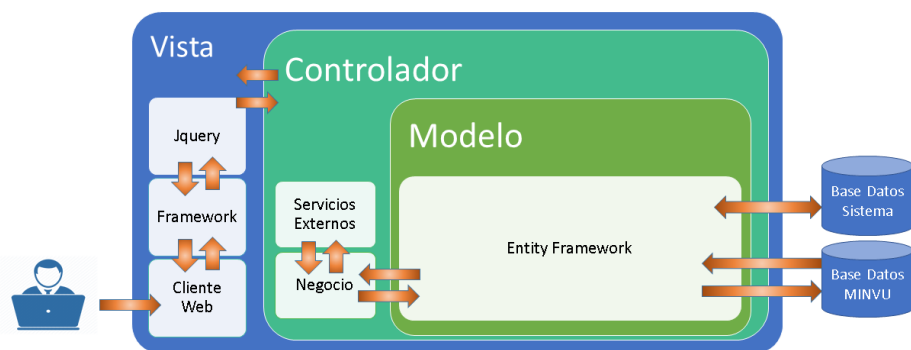 Vista
Controlador
Modelo
Jquery
Framework
Cliente
Web
Servicios
Externos
Negocio
Entity Framework
Base Datos
Sistema
Base Datos
MINVU